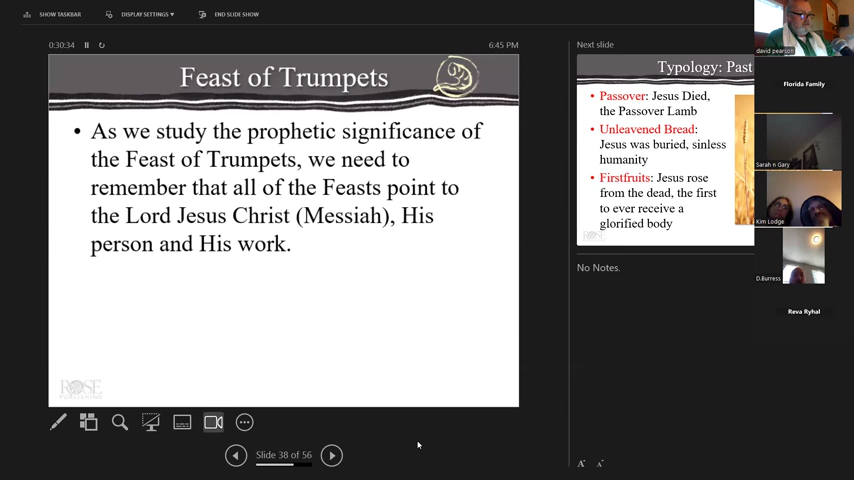 SHOW TASKBAR
DISPLAY SETTINGS ▾
END SLIDE SHOW
0:30:34
6:45 PM
Feast of Trumpets
• As we study the prophetic significance of
the Feast of Trumpets, we need to
remember that all of the Feasts point to
the Lord Jesus Christ (Messiah), His
person and His work.
ROSE
PUBLISHING
Slide 38 of 56
Next slide
Typology: Past
• Passover: Jesus Died,
the Passover Lamb
• Unleavened Bread:
Jesus was buried, sinless
humanity
• Firstfruits: Jesus rose
from the dead, the first
to ever receive a
glorified body
ROSE
No Notes.
A A
david pearson
Florida Family
Sarah n Gary
Kim Lodge
D.Burress
Reva Ryhal